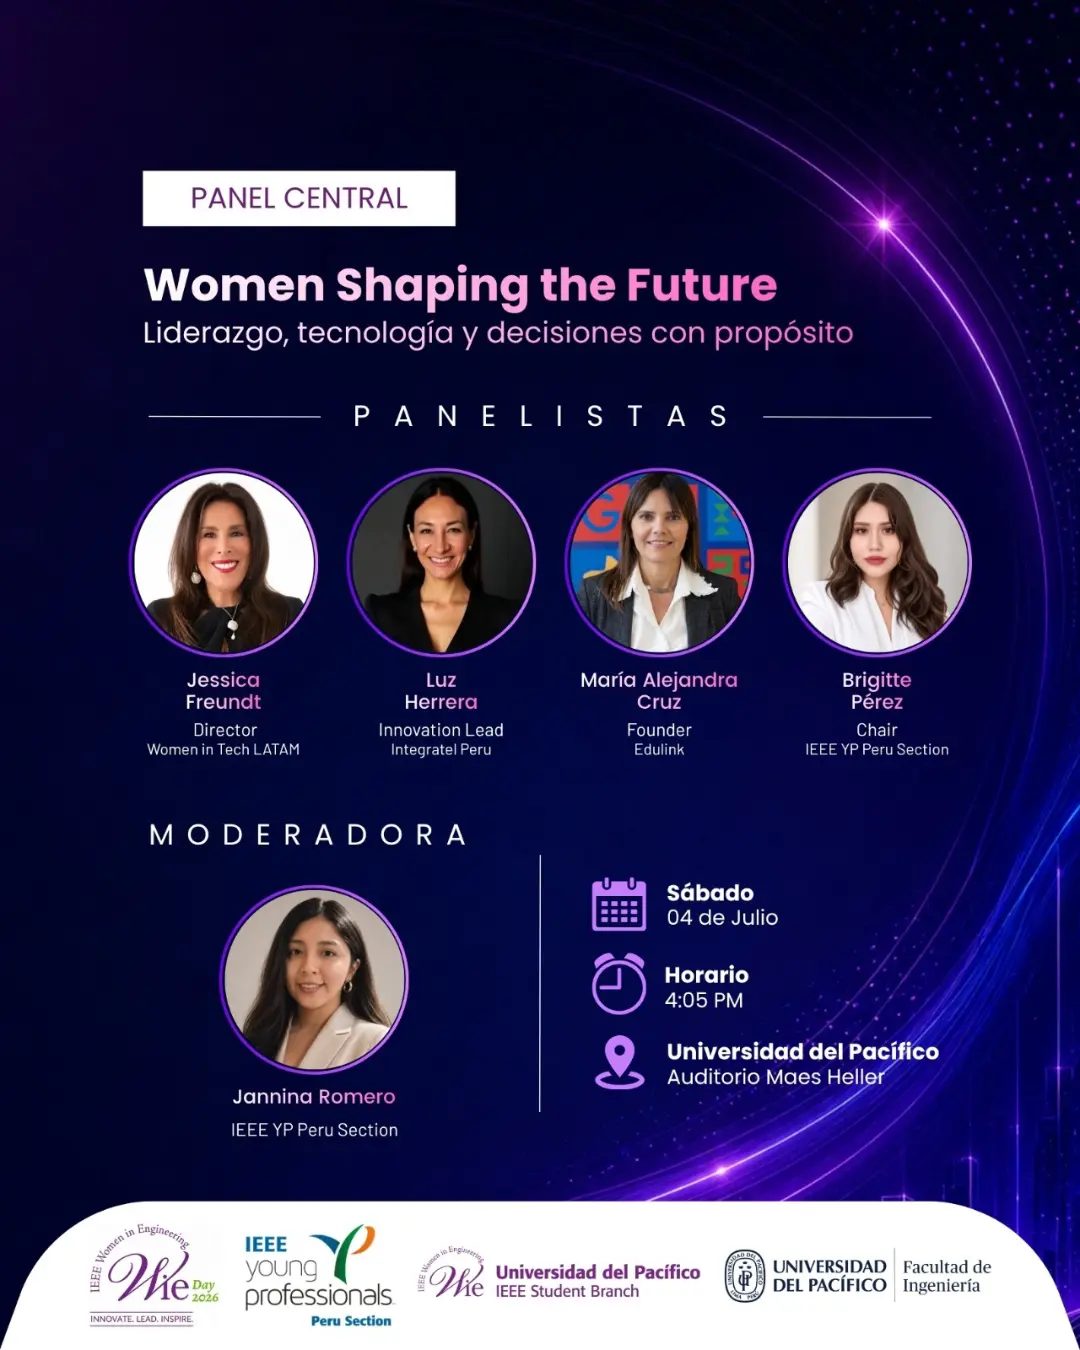 PANEL CENTRAL
Women Shaping the Future
Liderazgo, tecnología y decisiones con propósito
PANELISTAS
Jessica
Freundt
Director
Women in Tech LATAM
Luz
Herrera
Innovation Lead
Integratel Peru
María Alejandra
Cruz
Founder
Edulink
Brigitte
Pérez
Chair
IEEE YP Peru Section
MODERADORA
Jannina Romero
IEEE YP Peru Section
Sábado
04 de Julio
Horario
4:05 PM
Universidad del Pacífico
Auditorio Maes Heller
IEEE Women in Engineering
WIE Day
2026
INNOVATE. LEAD. INSPIRE.
IEEE
young
professionals
Peru Section
IEEE Women in Engineering
WIE
Universidad del Pacífico
IEEE Student Branch
UNIVERSIDAD
DEL PACÍFICO
Facultad de
Ingeniería